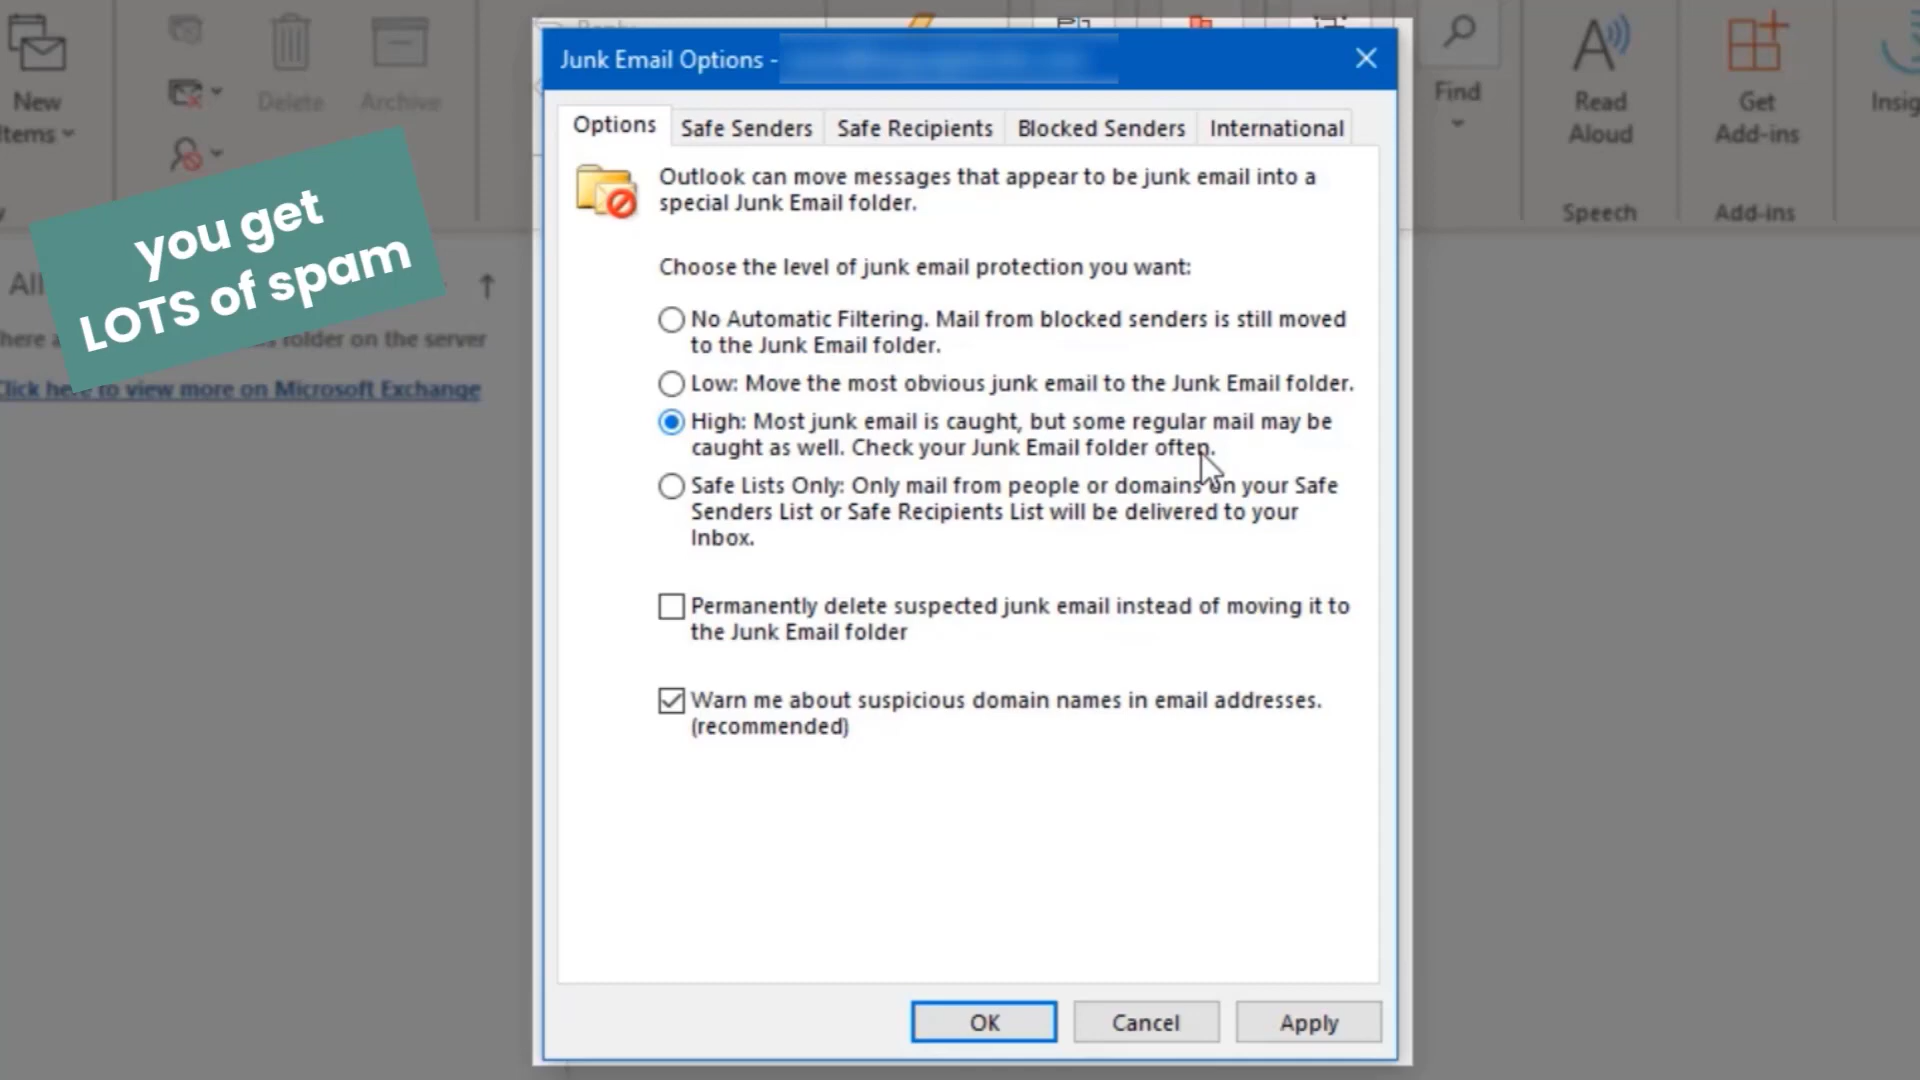 New
Items
Delete
Archive
Find
Read
Aloud
Get
Add-ins
Speech
Add-ins
you get
LOTS of spam
All
folder on the server
Click here to view more on Microsoft Exchange
Junk Email Options -
Options
Safe Senders
Safe Recipients
Blocked Senders
International
Outlook can move messages that appear to be junk email into a
special Junk Email folder.
Choose the level of junk email protection you want:
No Automatic Filtering. Mail from blocked senders is still moved
to the Junk Email folder.
Low: Move the most obvious junk email to the Junk Email folder.
High: Most junk email is caught, but some regular mail may be
caught as well. Check your Junk Email folder often.
Safe Lists Only: Only mail from people or domains on your Safe
Senders List or Safe Recipients List will be delivered to your
Inbox.
Permanently delete suspected junk email instead of moving it to
the Junk Email folder
Warn me about suspicious domain names in email addresses.
(recommended)
OK
Cancel
Apply